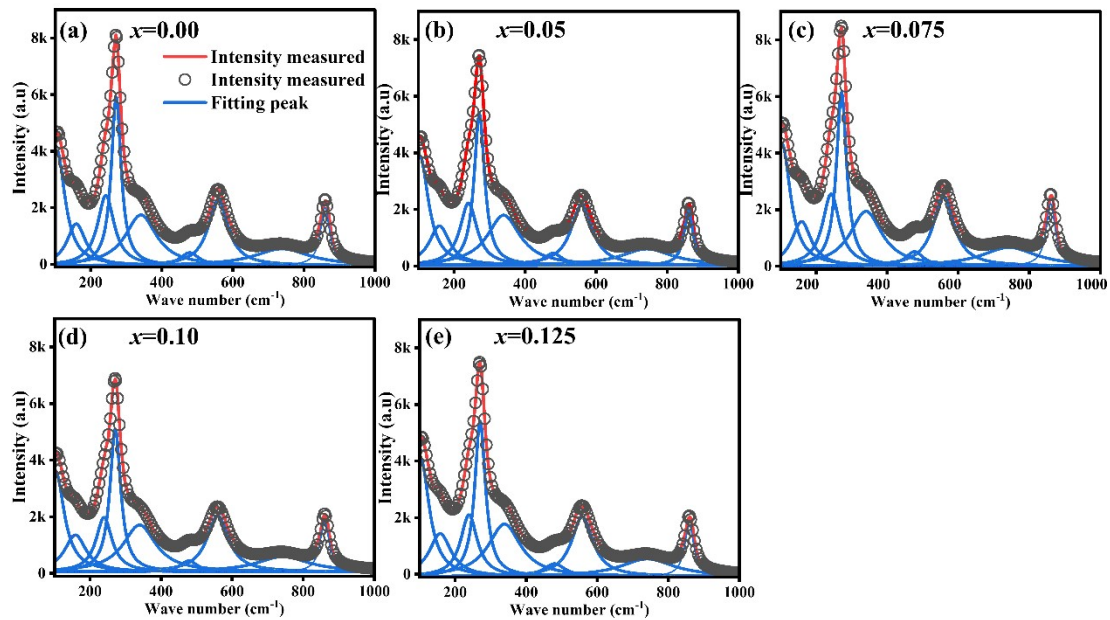 (a) x=0.00
Intensity measured
Intensity measured
Fitting peak
8k
6k
4k
2k
0
Intensity (a.u)
200 400 600 800 1000
Wave number (cm⁻¹)
(b) x=0.05
8k
6k
4k
2k
0
Intensity (a.u)
200 400 600 800 1000
Wave number (cm⁻¹)
(c) x=0.075
8k
6k
4k
2k
0
Intensity (a.u)
200 400 600 800 1000
Wave number (cm⁻¹)
(d) x=0.10
8k
6k
4k
2k
0
Intensity (a.u)
200 400 600 800 1000
Wave number (cm⁻¹)
(e) x=0.125
8k
6k
4k
2k
0
Intensity (a.u)
200 400 600 800 1000
Wave number (cm⁻¹)